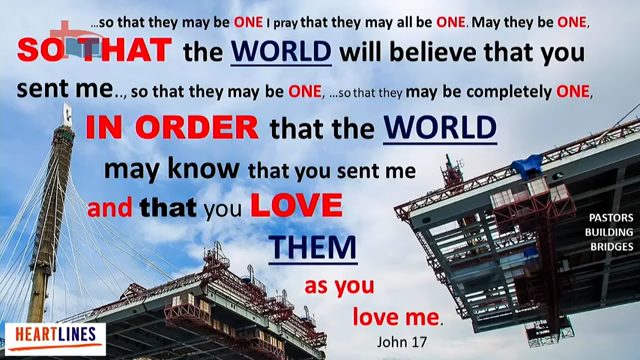 ...so that they may be ONE I pray that they may all be ONE. May they be ONE,
SO THAT the WORLD will believe that you
sent me.., so that they may be ONE, ...so that they may be completely ONE,
IN ORDER that the WORLD
may know that you sent me
and that you LOVE
THEM
as you
love me.
John 17
PASTORS
BUILDING
BRIDGES
HEARTLINES